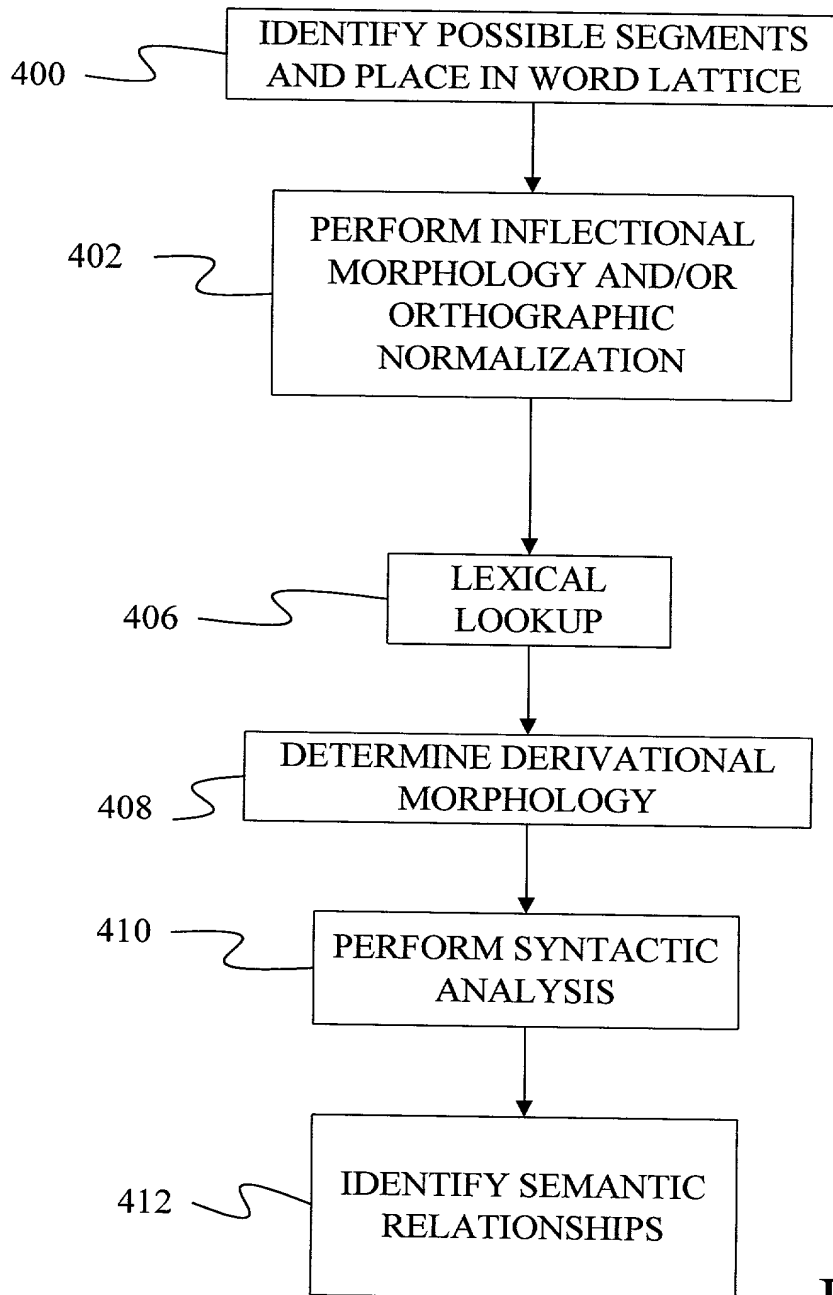 IDENTIFY POSSIBLE SEGMENTS
400 AND PLACE IN WORD LATTICE
PERFORM INFLECTIONAL
402 MORPHOLOGY AND/OR
ORTHOGRAPHIC
NORMALIZATION
LEXICAL
406 LOOKUP
DETERMINE DERIVATIONAL
408 MORPHOLOGY
410 PERFORM SYNTACTIC
ANALYSIS
IDENTIFY SEMANTIC
412 RELATIONSHIPS